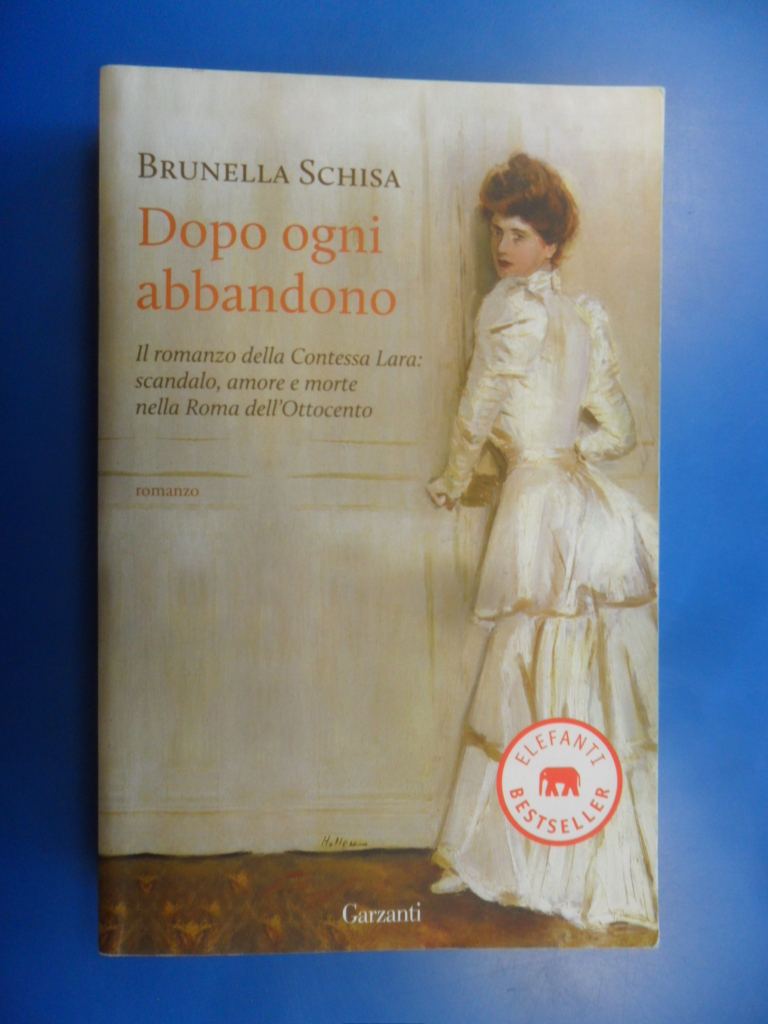 BRUNELLA SCHISA
Dopo ogni
abbandono
Il romanzo della Contessa Lara:
scandalo, amore e morte
nella Roma dell'Ottocento
romanzo
ELEFANTI
BESTSELLER
Garzanti